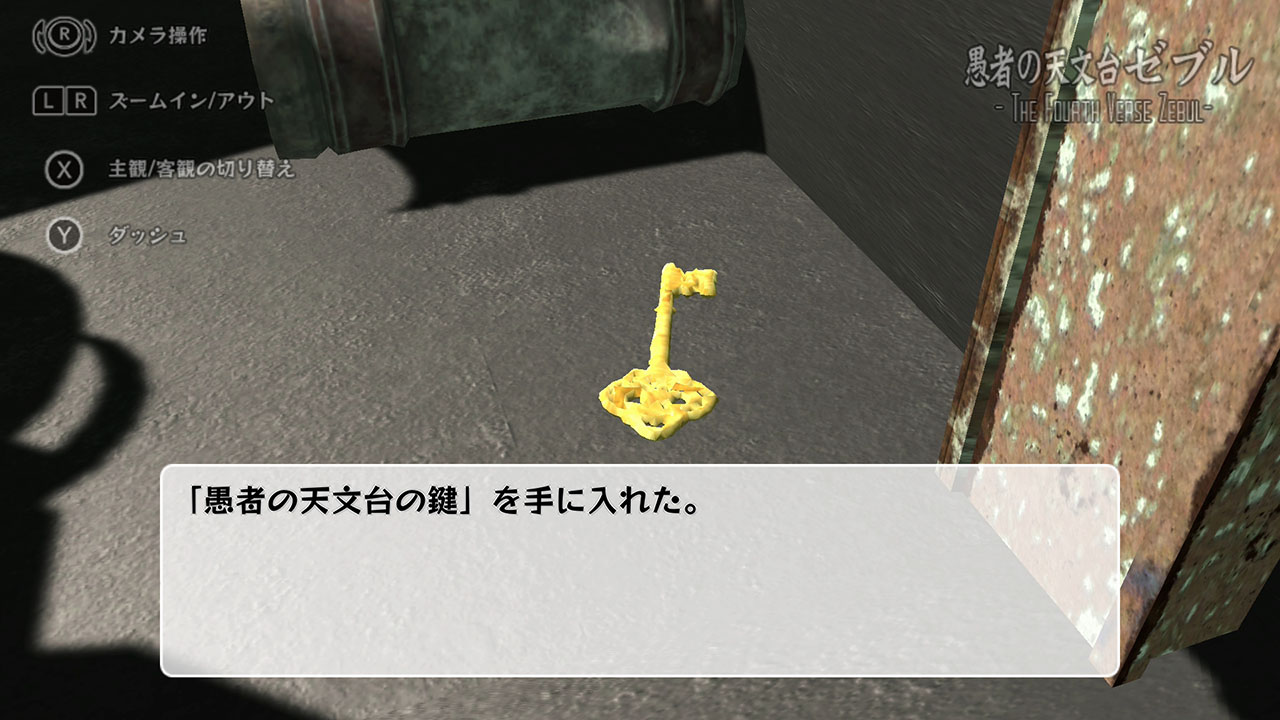 R カメラ操作
L R ズームイン/アウト
X 主観/客観の切り替え
Y ダッシュ
愚者の天文台ゼブル
- THE FOURTH VERSE ZEBUL -
「愚者の天文台の鍵」を手に入れた。